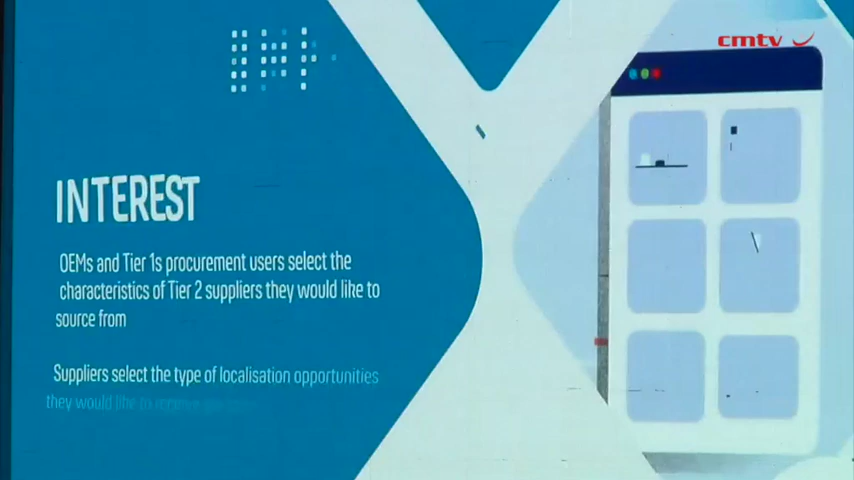 cmtv
INTEREST
OEMs and Tier 1s procurement users select the
characteristics of Tier 2 suppliers they would like to
source from
Suppliers select the type of localisation opportunities
they would like to